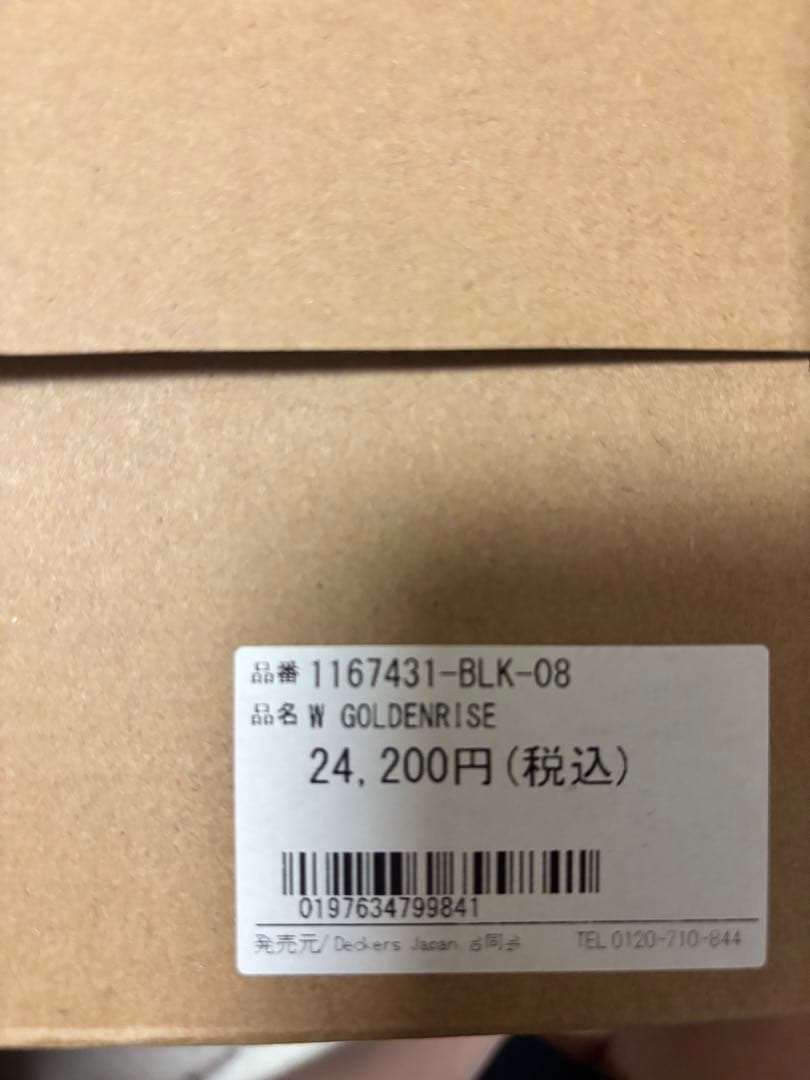 品番 1167431-BLK-08
品名 W GOLDENRISE
24,200円(税込)
0197634799841
発売元/Deckers Japan 合同会
TEL 0120-710-844